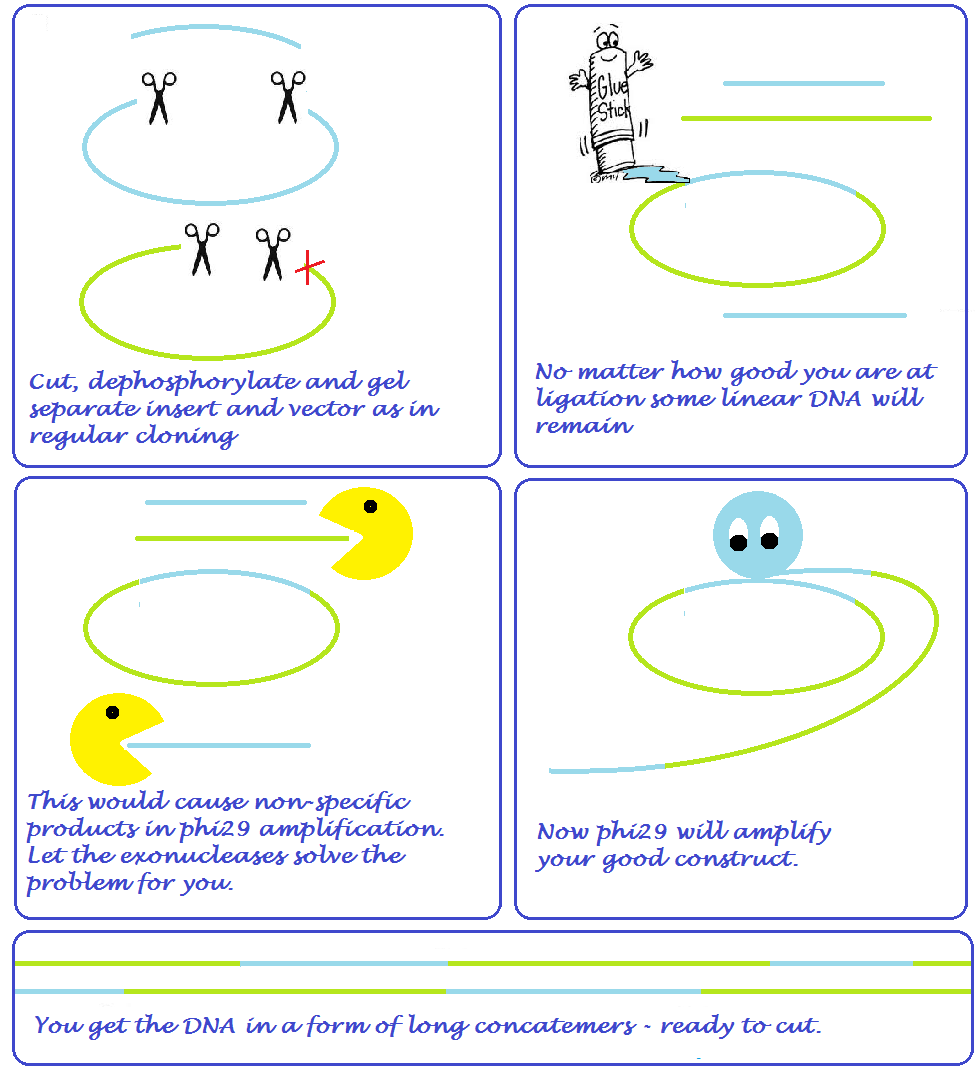 Cut, dephosphorylate and gel
separate insert and vector as in
regular cloning
Glue
Stick
No matter how good you are at
ligation some linear DNA will
remain
This would cause non-specific
products in phi29 amplification.
Let the exonucleases solve the
problem for you.
Now phi29 will amplify
your good construct.
You get the DNA in a form of long concatemers - ready to cut.